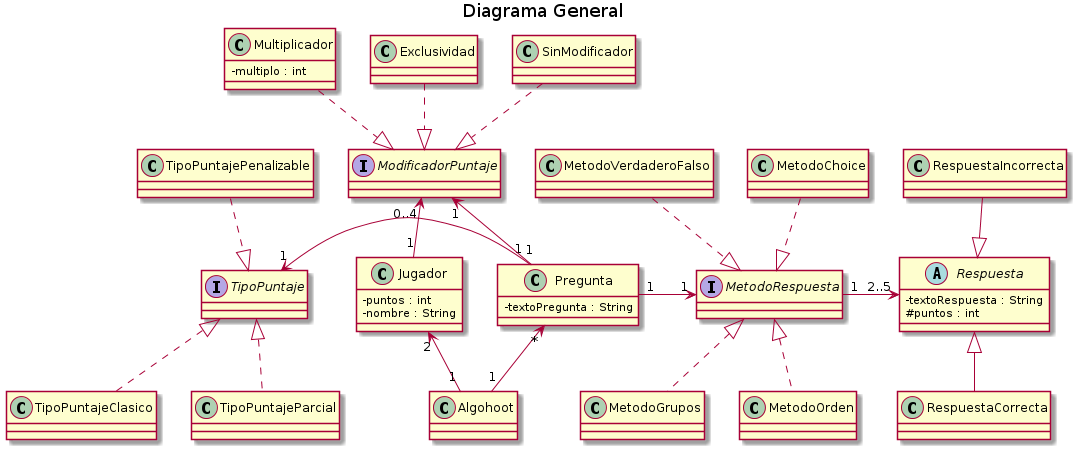 Diagrama General
C Multiplicador
-multiplo : int
C Exclusividad
C SinModificador
C TipoPuntajePenalizable
I ModificadorPuntaje
C MetodoVerdaderoFalso
C MetodoChoice
C RespuestaIncorrecta
0..4
1
1
1
1 1
I TipoPuntaje
C Jugador
-puntos : int
-nombre : String
C Pregunta
-textoPregunta : String
1
1
I MetodoRespuesta
1
2..5
A Respuesta
-textoRespuesta : String
#puntos : int
2
*
1
1
C TipoPuntajeClasico
C TipoPuntajeParcial
C Algohoot
C MetodoGrupos
C MetodoOrden
C RespuestaCorrecta